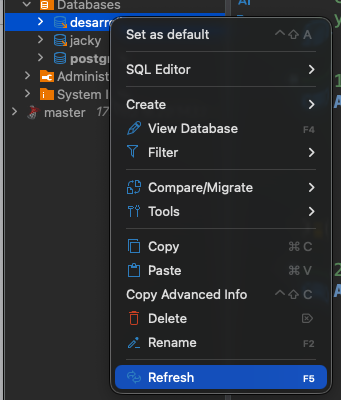 Databases
desarro
jacky
postgr
Administ
System I
master 17
Set as default ⌃⇧A
SQL Editor
Create
View Database F4
Filter
Compare/Migrate
Tools
Copy ⌘C
Paste ⌘V
Copy Advanced Info ⌃⇧C
Delete ⌦
Rename F2
Refresh F5